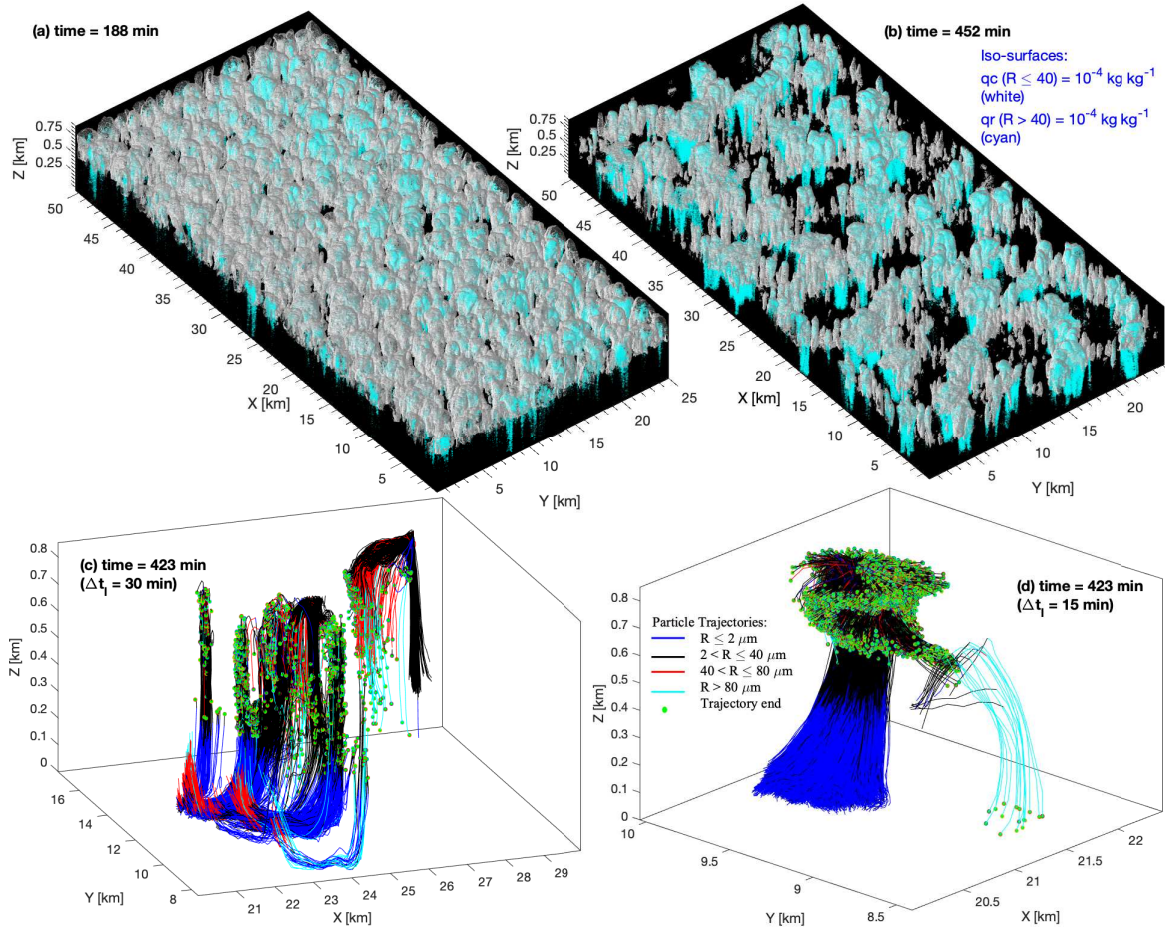 (a) time = 188 min
Z [km]
0.75
0.5
0.25
50
45
40
35
30
25
20
15
10
5
X [km]
5
10
15
20
25
Y [km]
(b) time = 452 min
Iso-surfaces:
qc (R ≤ 40) = 10⁻⁴ kg kg⁻¹
(white)
qr (R > 40) = 10⁻⁴ kg kg⁻¹
(cyan)
Z [km]
0.75
0.5
0.25
50
45
40
35
30
25
20
15
10
5
X [km]
5
10
15
20
Y [km]
(c) time = 423 min
(Δt_l = 30 min)
Z [km]
0.8
0.7
0.6
0.5
0.4
0.3
0.2
0.1
0
16
14
12
10
8
Y [km]
21
22
23
24
25
26
27
28
29
X [km]
(d) time = 423 min
(Δt_l = 15 min)
Particle Trajectories:
R ≤ 2 μm
2 < R ≤ 40 μm
40 < R ≤ 80 μm
R > 80 μm
Trajectory end
Z [km]
0.8
0.7
0.6
0.5
0.4
0.3
0.2
0.1
0
10
9.5
9
8.5
Y [km]
20.5
21
21.5
22
X [km]